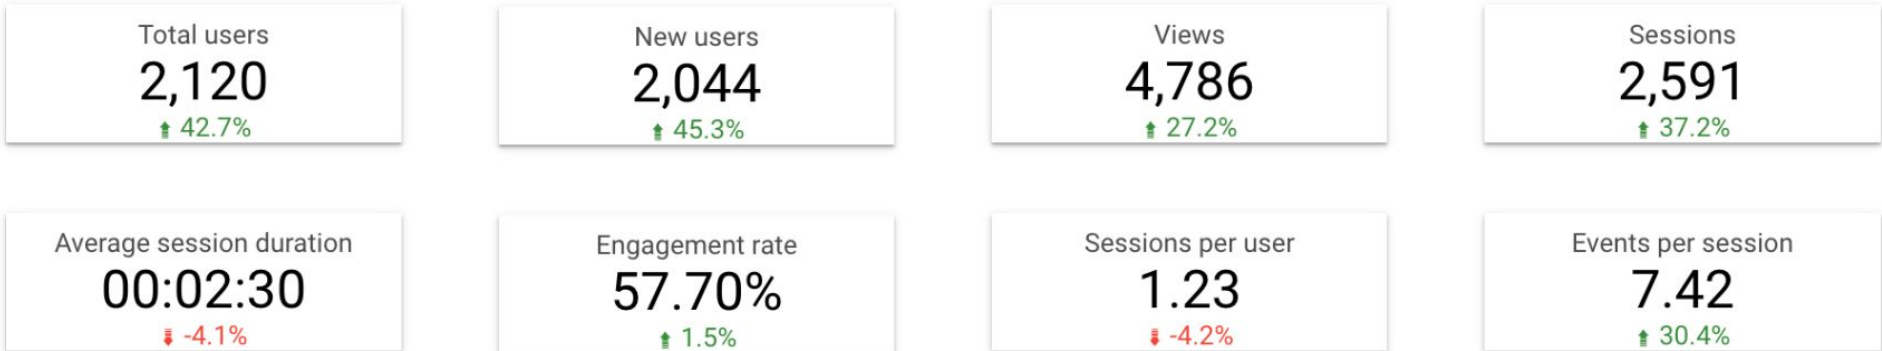 Total users
2,120
42.7%
New users
2,044
45.3%
Views
4,786
27.2%
Sessions
2,591
37.2%
Average session duration
00:02:30
-4.1%
Engagement rate
57.70%
1.5%
Sessions per user
1.23
-4.2%
Events per session
7.42
30.4%